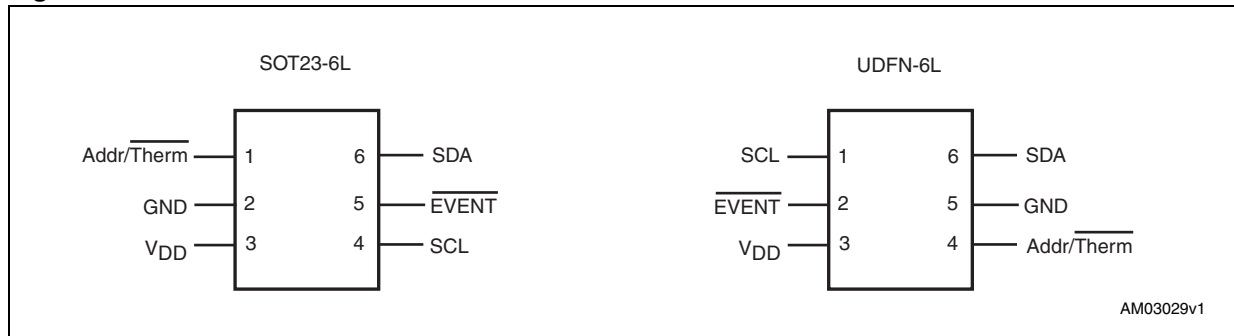 SOT23-6L
Addr/Therm 1 6 SDA
GND 2 5 EVENT
VDD 3 4 SCL
UDFN-6L
SCL 1 6 SDA
EVENT 2 5 GND
VDD 3 4 Addr/Therm
AM03029v1